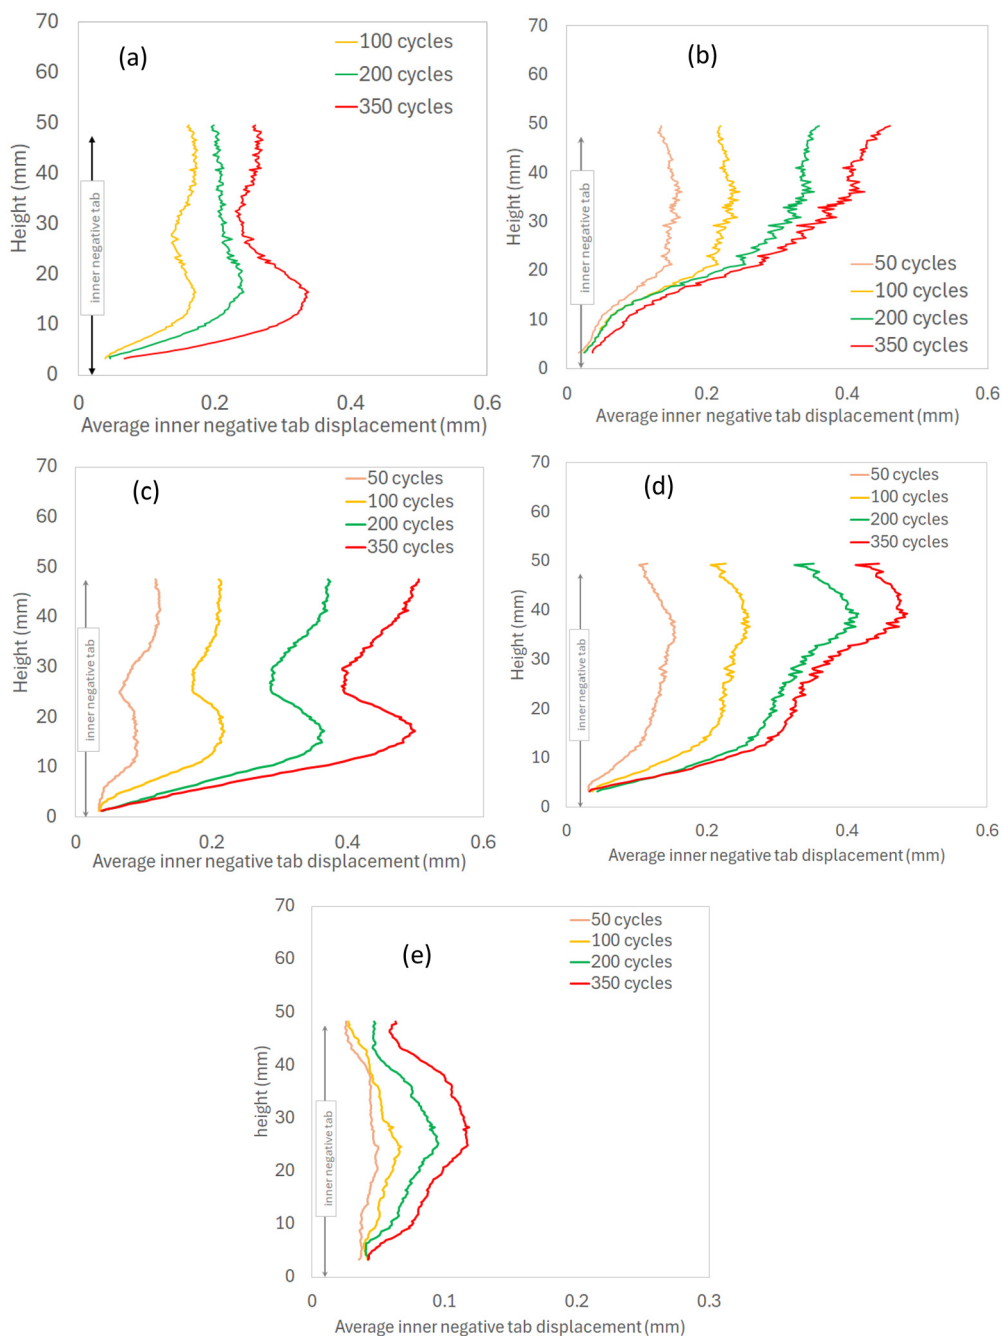 (a)
100 cycles
200 cycles
350 cycles
70
60
50
40
30
20
10
0
Height (mm)
inner negative tab
0
0.2
0.4
0.6
Average inner negative tab displacement (mm)
(b)
70
60
50
40
30
20
10
0
Height (mm)
inner negative tab
50 cycles
100 cycles
200 cycles
350 cycles
0
0.2
0.4
0.6
Average inner negative tab displacement (mm)
(c)
50 cycles
100 cycles
200 cycles
350 cycles
70
60
50
40
30
20
10
0
Height (mm)
inner negative tab
0
0.2
0.4
0.6
Average inner negative tab displacement (mm)
(d)
50 cycles
100 cycles
200 cycles
350 cycles
70
60
50
40
30
20
10
0
Height (mm)
inner negative tab
0
0.2
0.4
0.6
Average inner negative tab displacement (mm)
(e)
50 cycles
100 cycles
200 cycles
350 cycles
70
60
50
40
30
20
10
0
height (mm)
inner negative tab
0
0.1
0.2
0.3
Average inner negative tab displacement (mm)